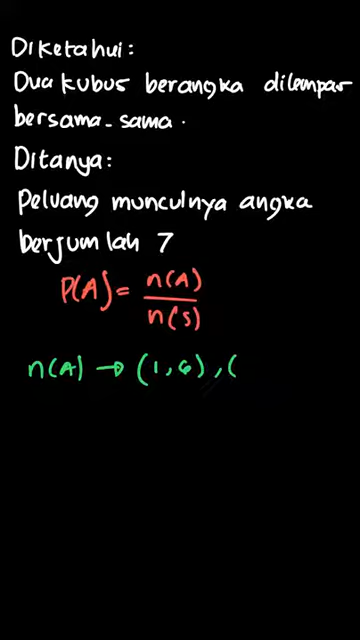 Diketahui:
Dua kubus berangka dilempar
bersama-sama.
Ditanya:
Peluang munculnya angka
berjumlah 7
P(A) = n(A)/n(S)
n(A) → (1,6), (